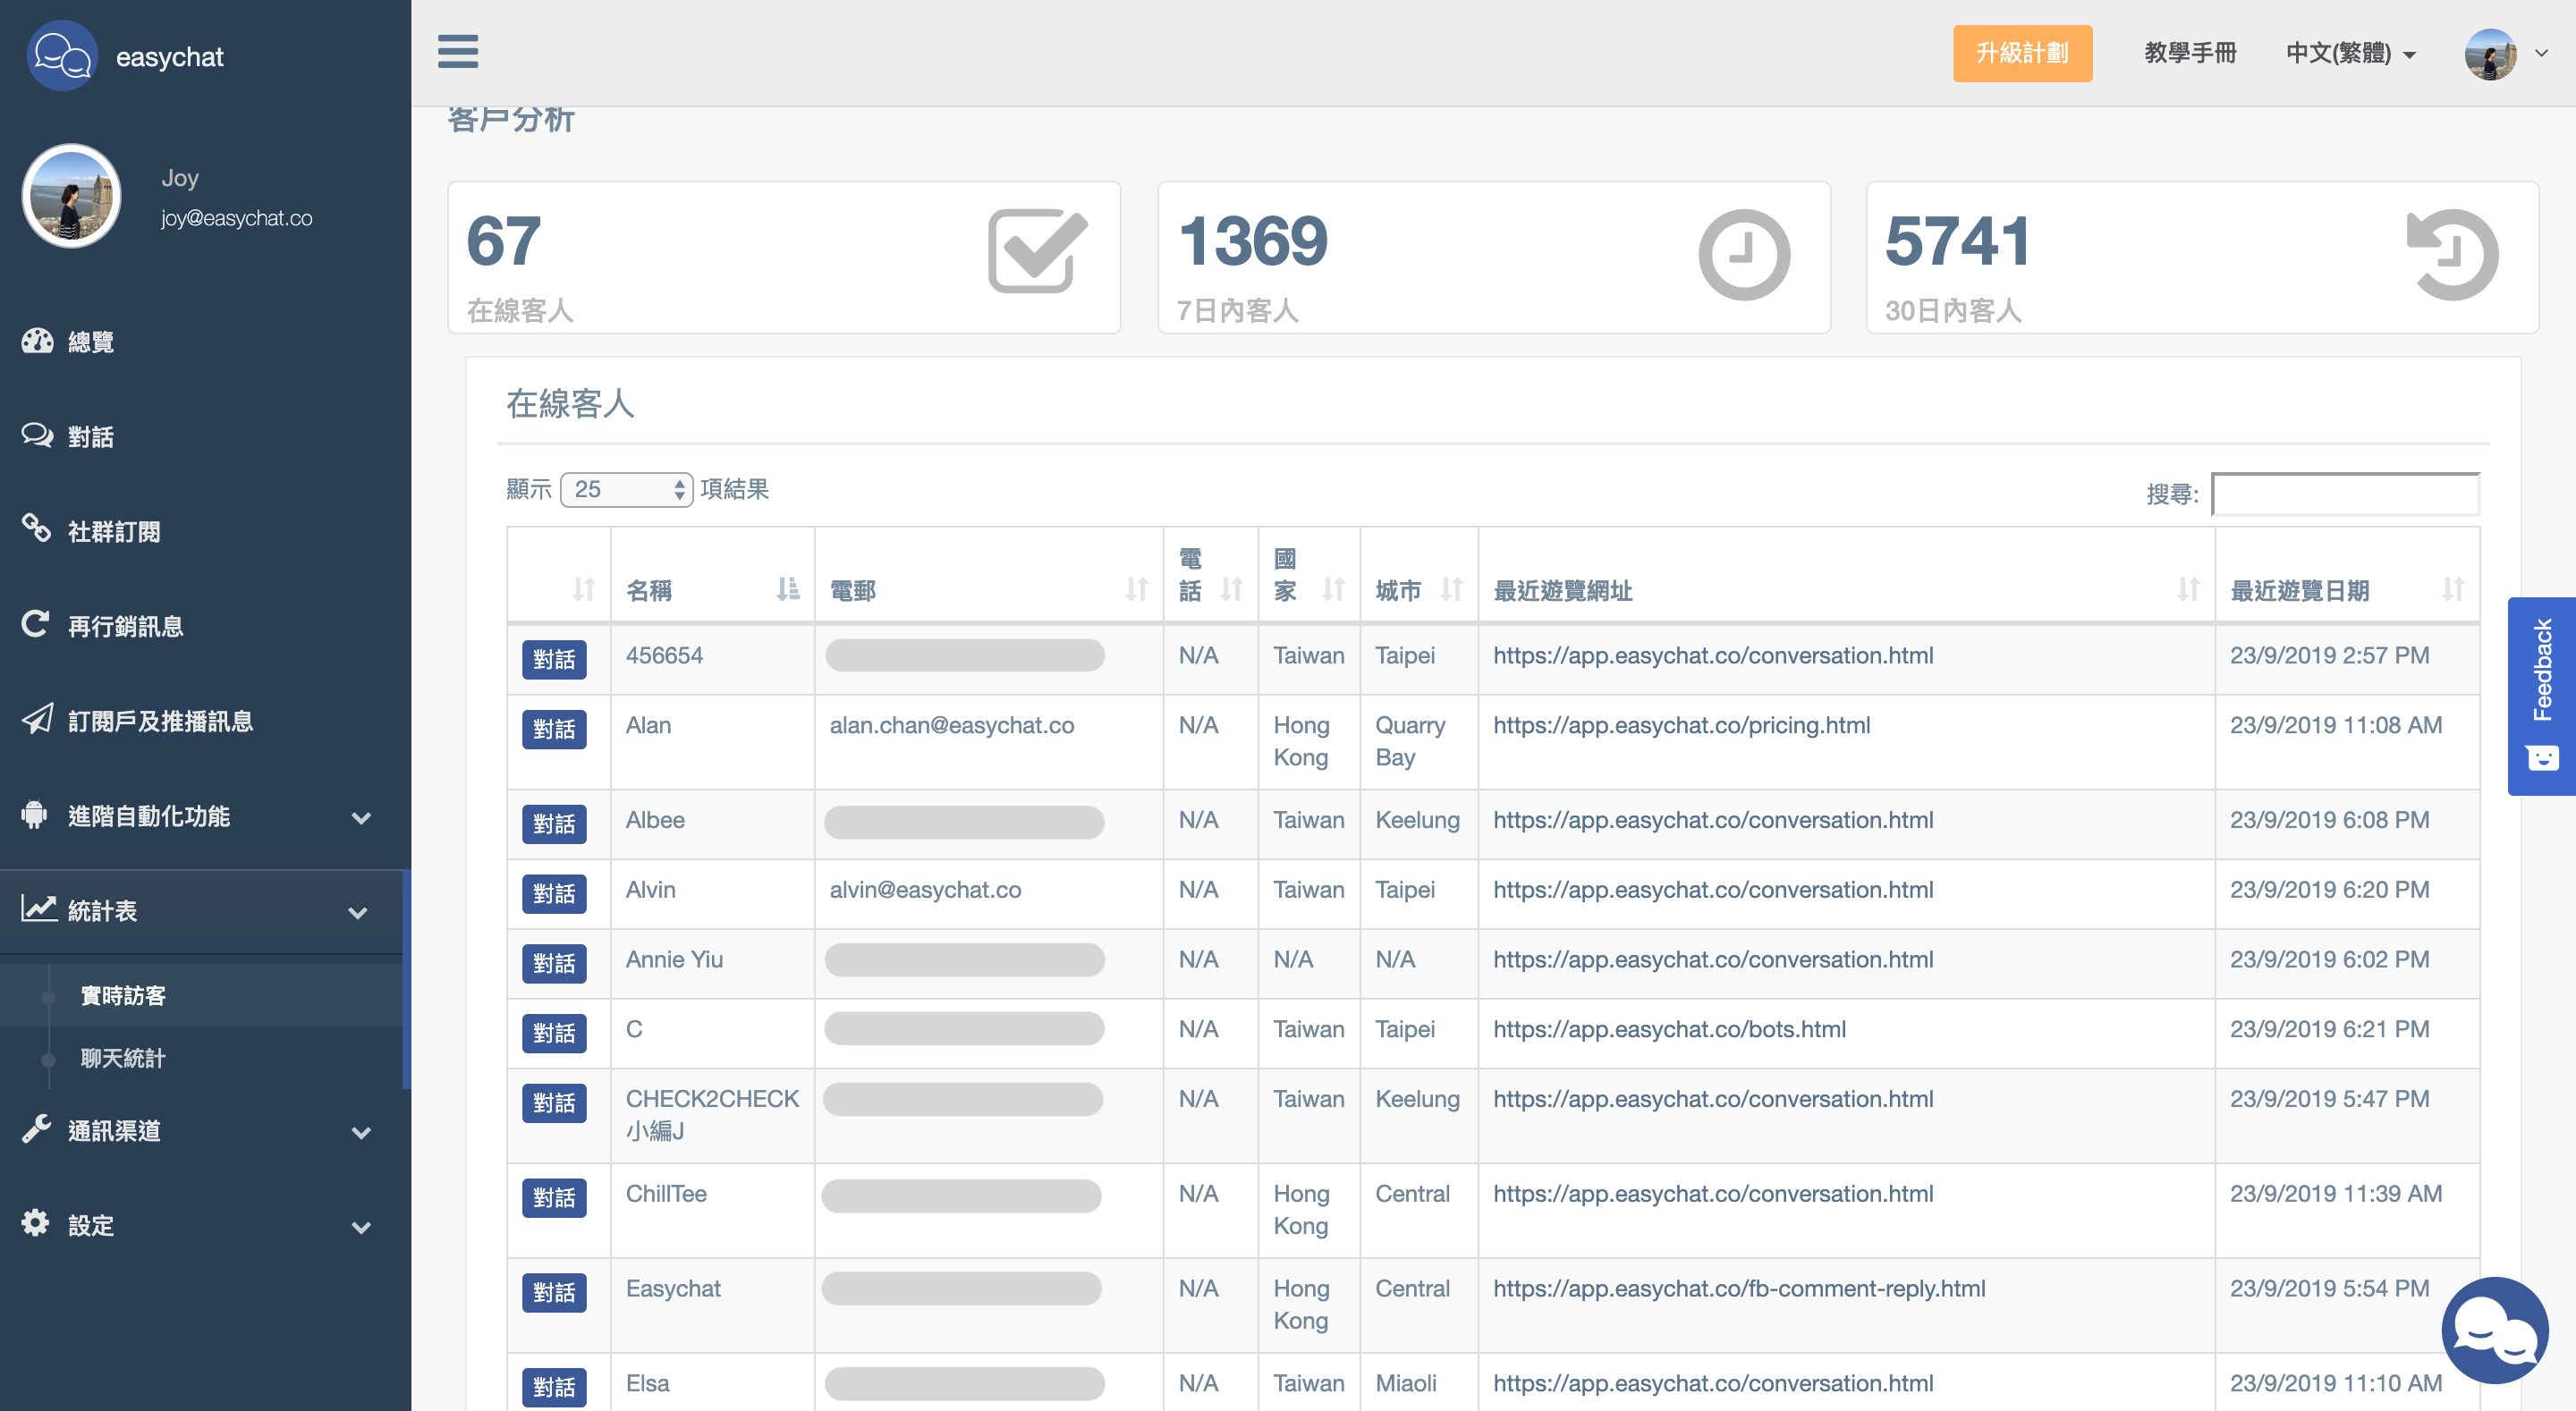 easychat
升級計劃
教學手冊
中文(繁體)
Joy
joy@easychat.co
總覽
對話
社群訂閱
再行銷訊息
訂閱戶及推播訊息
進階自動化功能
統計表
實時訪客
聊天統計
通訊渠道
設定
客戶分析
67
在線客人
1369
7日內客人
5741
30日內客人
在線客人
顯示 25 項結果
搜尋:
名稱 電郵 電話 國家 城市 最近遊覽網址 最近遊覽日期
對話 456654 N/A Taiwan Taipei https://app.easychat.co/conversation.html 23/9/2019 2:57 PM
對話 Alan alan.chan@easychat.co N/A Hong Kong Quarry Bay https://app.easychat.co/pricing.html 23/9/2019 11:08 AM
對話 Albee N/A Taiwan Keelung https://app.easychat.co/conversation.html 23/9/2019 6:08 PM
對話 Alvin alvin@easychat.co N/A Taiwan Taipei https://app.easychat.co/conversation.html 23/9/2019 6:20 PM
對話 Annie Yiu N/A N/A N/A https://app.easychat.co/conversation.html 23/9/2019 6:02 PM
對話 C N/A Taiwan Taipei https://app.easychat.co/bots.html 23/9/2019 6:21 PM
對話 CHECK2CHECK 小編J N/A Taiwan Keelung https://app.easychat.co/conversation.html 23/9/2019 5:47 PM
對話 ChillTee N/A Hong Kong Central https://app.easychat.co/conversation.html 23/9/2019 11:39 AM
對話 Easychat N/A Hong Kong Central https://app.easychat.co/fb-comment-reply.html 23/9/2019 5:54 PM
對話 Elsa N/A Taiwan Miaoli https://app.easychat.co/conversation.html 23/9/2019 11:10 AM
Feedback